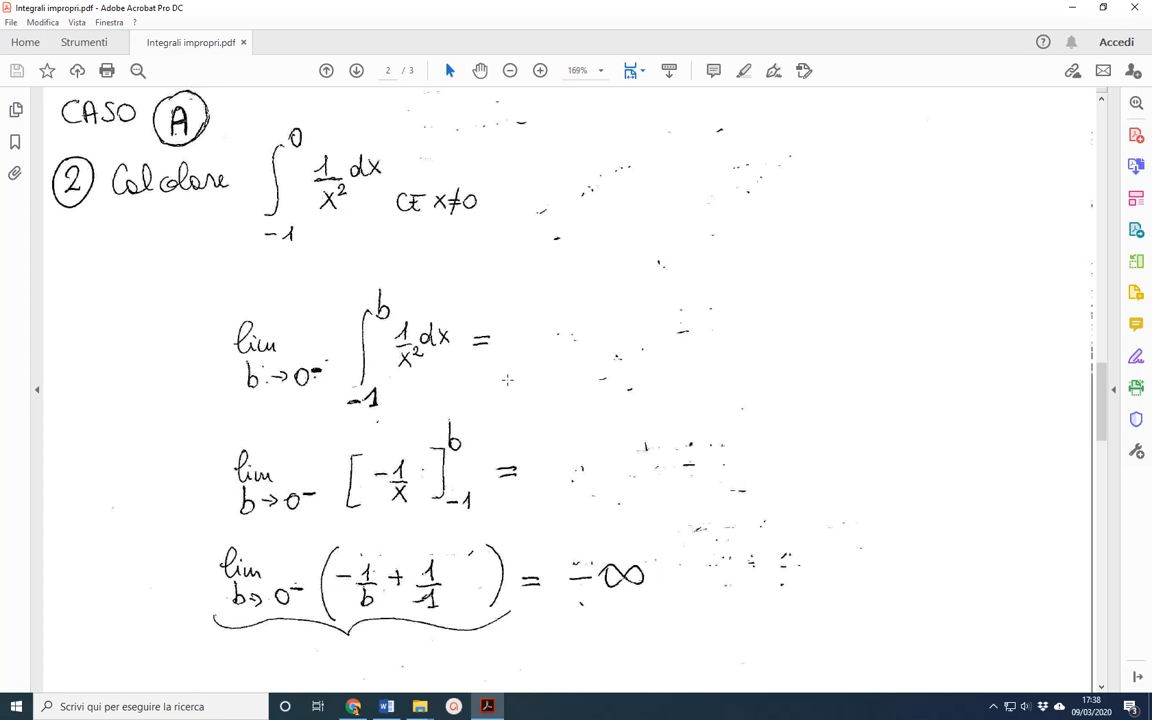 Integrali impropri.pdf - Adobe Acrobat Pro DC
File Modifica Vista Finestra ?
Home Strumenti Integrali impropri.pdf × Accedi
2 / 3 169%
CASO A
2 Calcolare ∫_{-1}^{0} 1/x² dx CE x≠0
lim_{b→0⁻} ∫_{-1}^{b} 1/x² dx =
lim_{b→0⁻} [-1/x]_{-1}^{b} =
lim_{b→0⁻} (-1/b + 1/-1) = -∞
Scrivi qui per eseguire la ricerca
17:38
09/03/2020
3